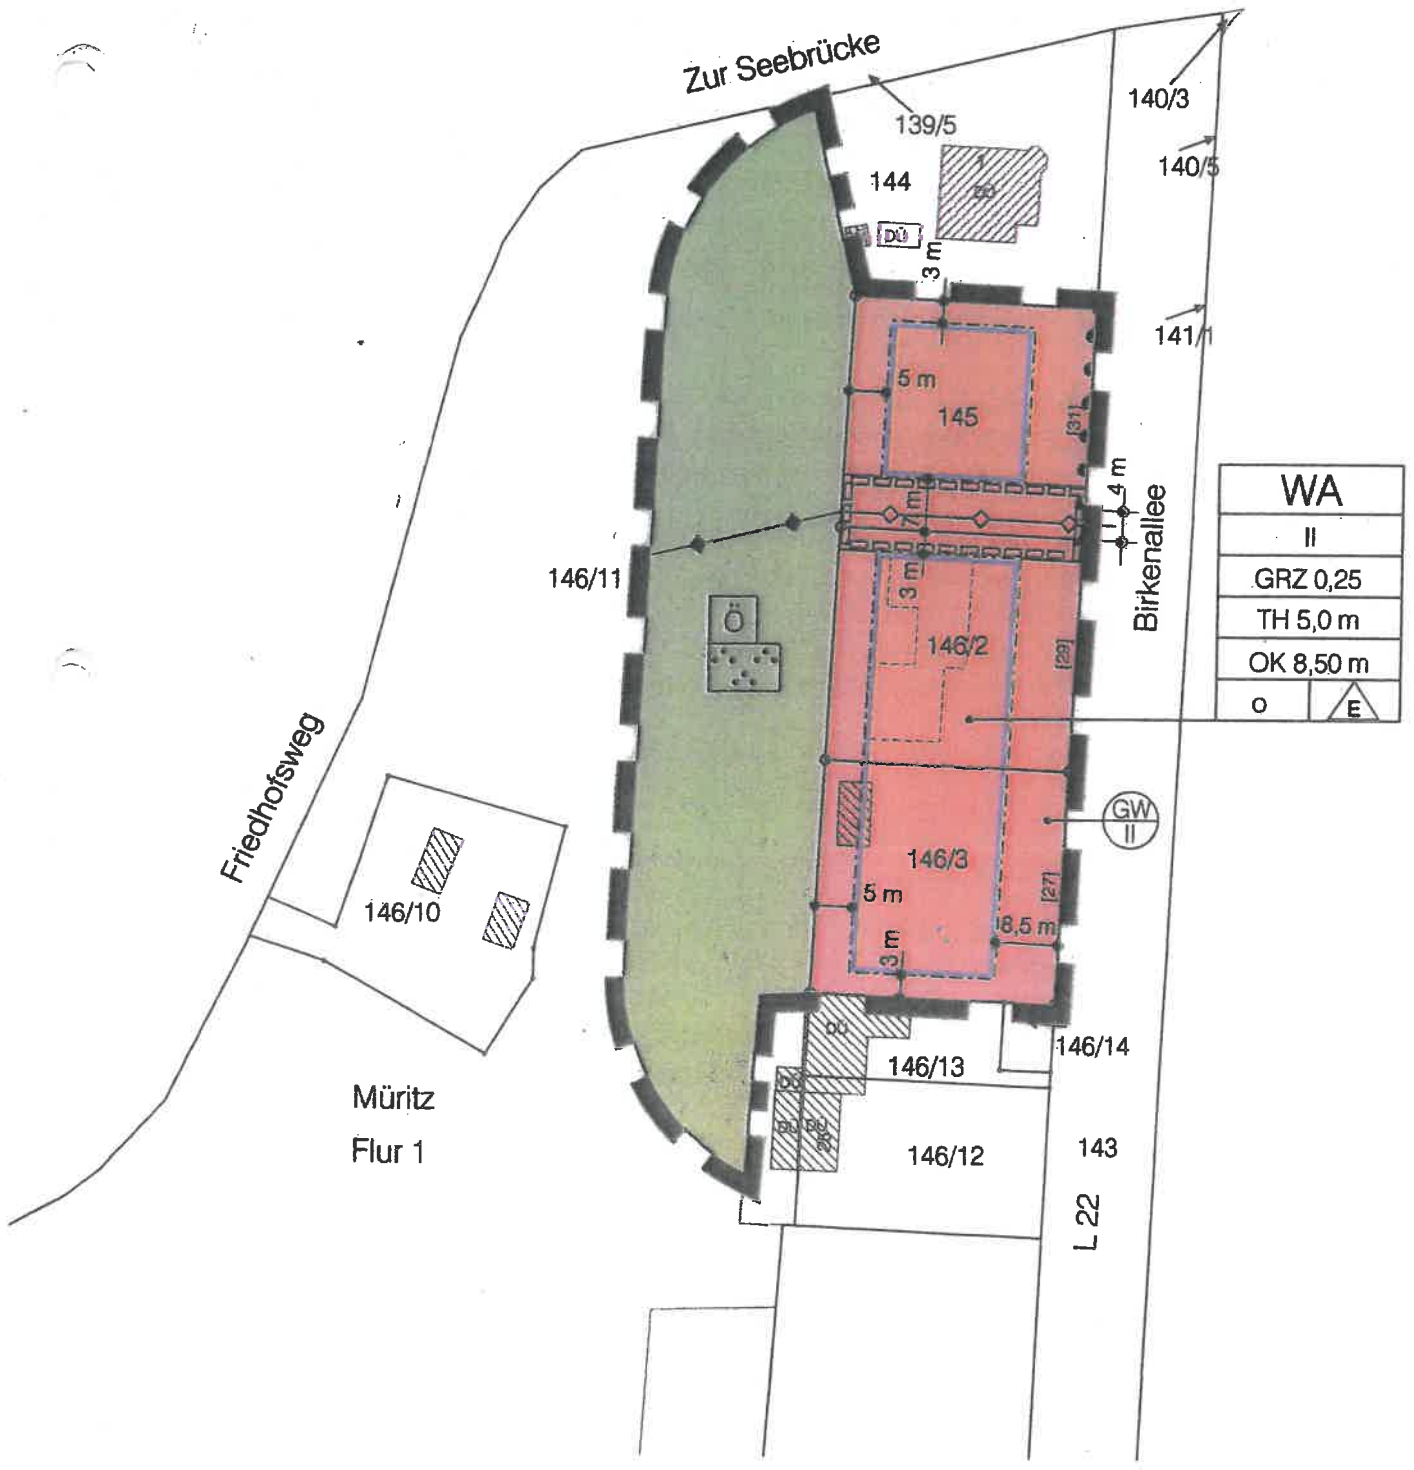 Zur Seebrücke
140/3
139/5
140/5
144
1
DÜ
3 m
141/1
5 m
145
[31]
4 m
7 m
Birkenallee
WA
II
GRZ 0,25
TH 5,0 m
OK 8,50 m
o
E
146/11
3 m
Ö
146/2
[29]
Friedhofsweg
GW
II
146/3
[27]
5 m
146/10
8,5 m
3 m
DÜ
146/14
146/13
DÜ
Müritz
DÜ
DÜ
Flur 1
146/12
143
L 22